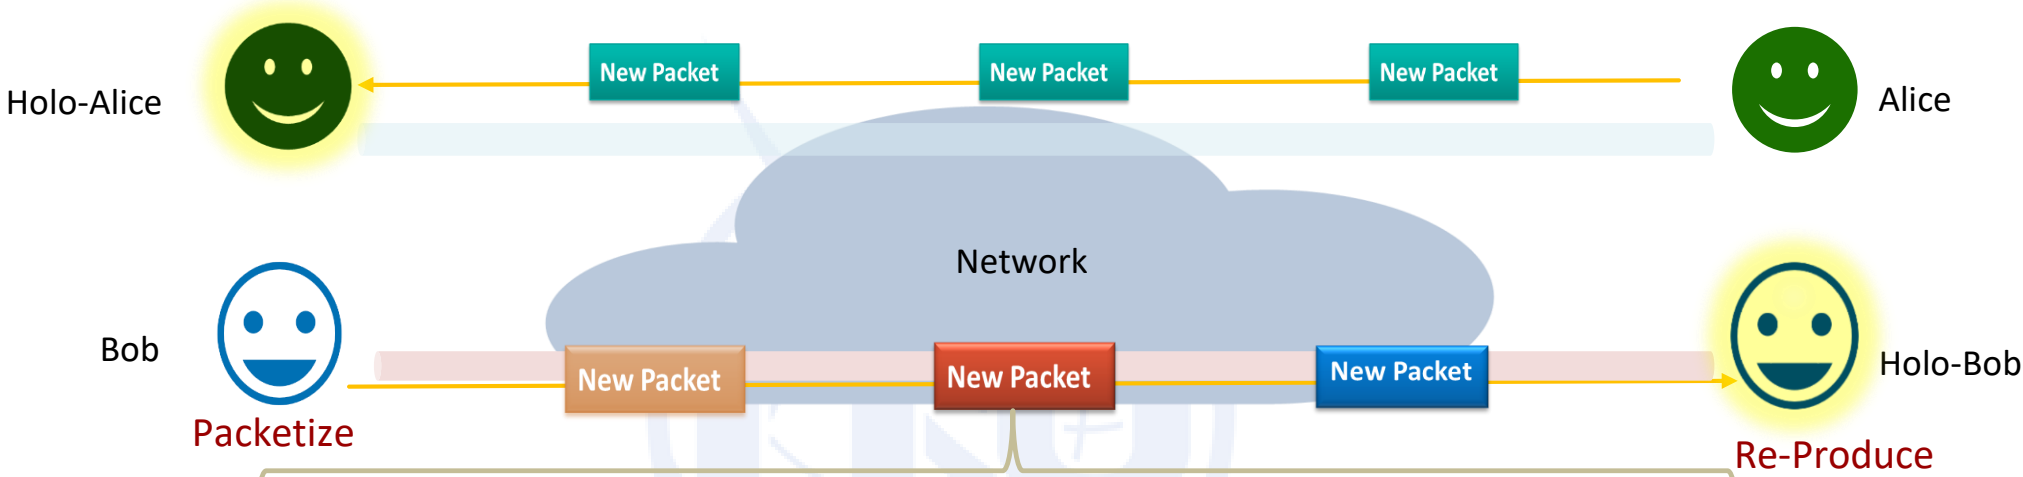 New Packet
New Packet
New Packet
Holo-Alice
Alice
Network
Bob
New Packet
New Packet
New Packet
Holo-Bob
Packetize
Re-Produce